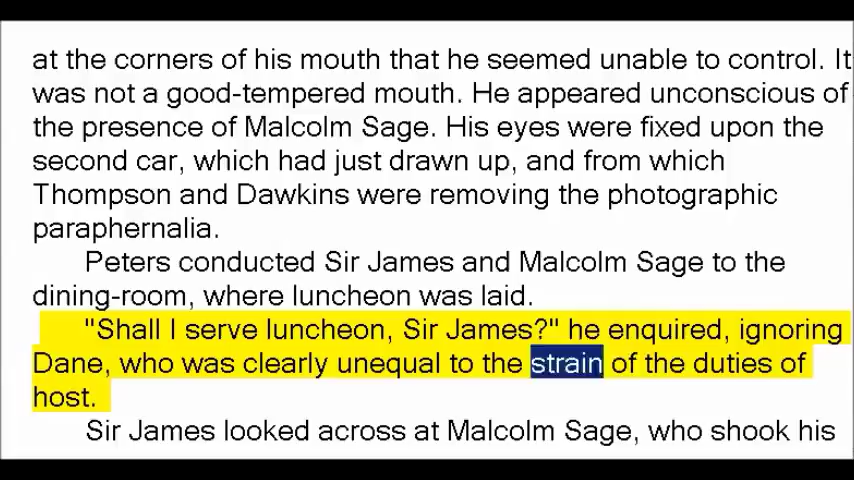 at the corners of his mouth that he seemed unable to control. It
was not a good-tempered mouth. He appeared unconscious of
the presence of Malcolm Sage. His eyes were fixed upon the
second car, which had just drawn up, and from which
Thompson and Dawkins were removing the photographic
paraphernalia.
Peters conducted Sir James and Malcolm Sage to the
dining-room, where luncheon was laid.
"Shall I serve luncheon, Sir James?" he enquired, ignoring
Dane, who was clearly unequal to the strain of the duties of
host.
Sir James looked across at Malcolm Sage, who shook his